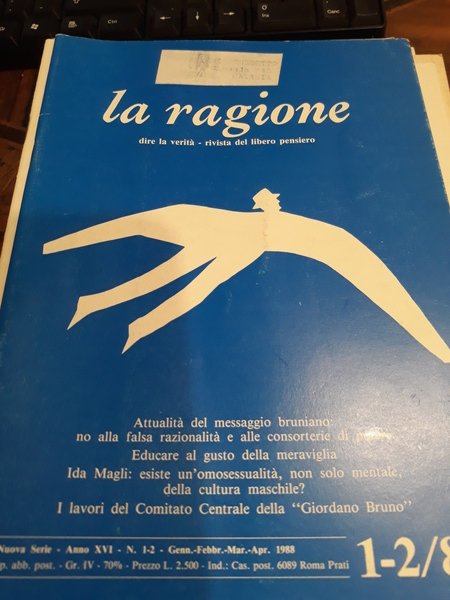 la ragione
dire la verità - rivista del libero pensiero
Attualità del messaggio bruniano:
no alla falsa razionalità e alle consorterie di
Educare al gusto della meraviglia
Ida Magli: esiste un'omosessualità, non solo mentale,
della cultura maschile?
I lavori del Comitato Centrale della "Giordano Bruno"
Nuova Serie - Anno XVI - N. 1-2 - Genn.-Febbr.-Mar.-Apr. 1988
p. abb. post. - Gr. IV - 70% - Prezzo L. 2.500 - Ind.: Cas. post. 6089 Roma Prati
1-2/8